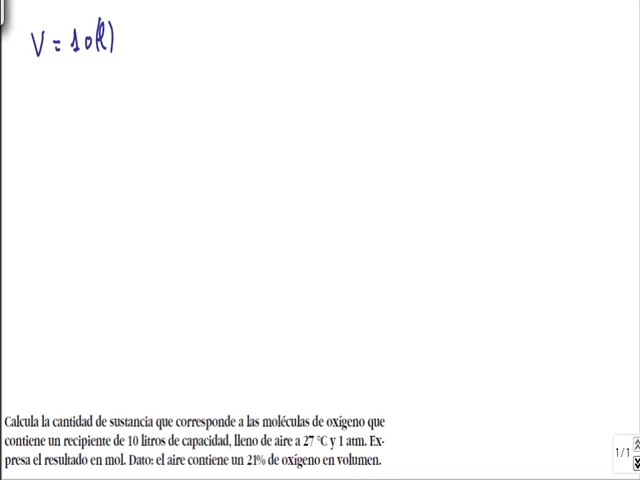 V = 10(l)
Calcula la cantidad de sustancia que corresponde a las moléculas de oxígeno que
contiene un recipiente de 10 litros de capacidad, lleno de aire a 27 °C y 1 atm. Ex-
presa el resultado en mol. Dato: el aire contiene un 21% de oxígeno en volumen.
1/1